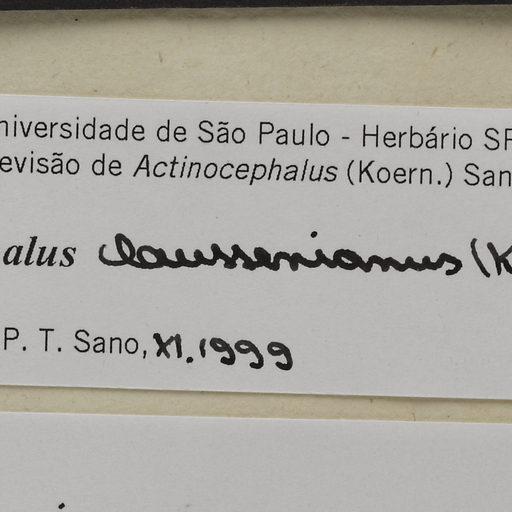 niversidade de São Paulo - Herbário SP
evisão de Actinocephalus (Koern.) San
alus claussenianus (K
P. T. Sano, XI.1999